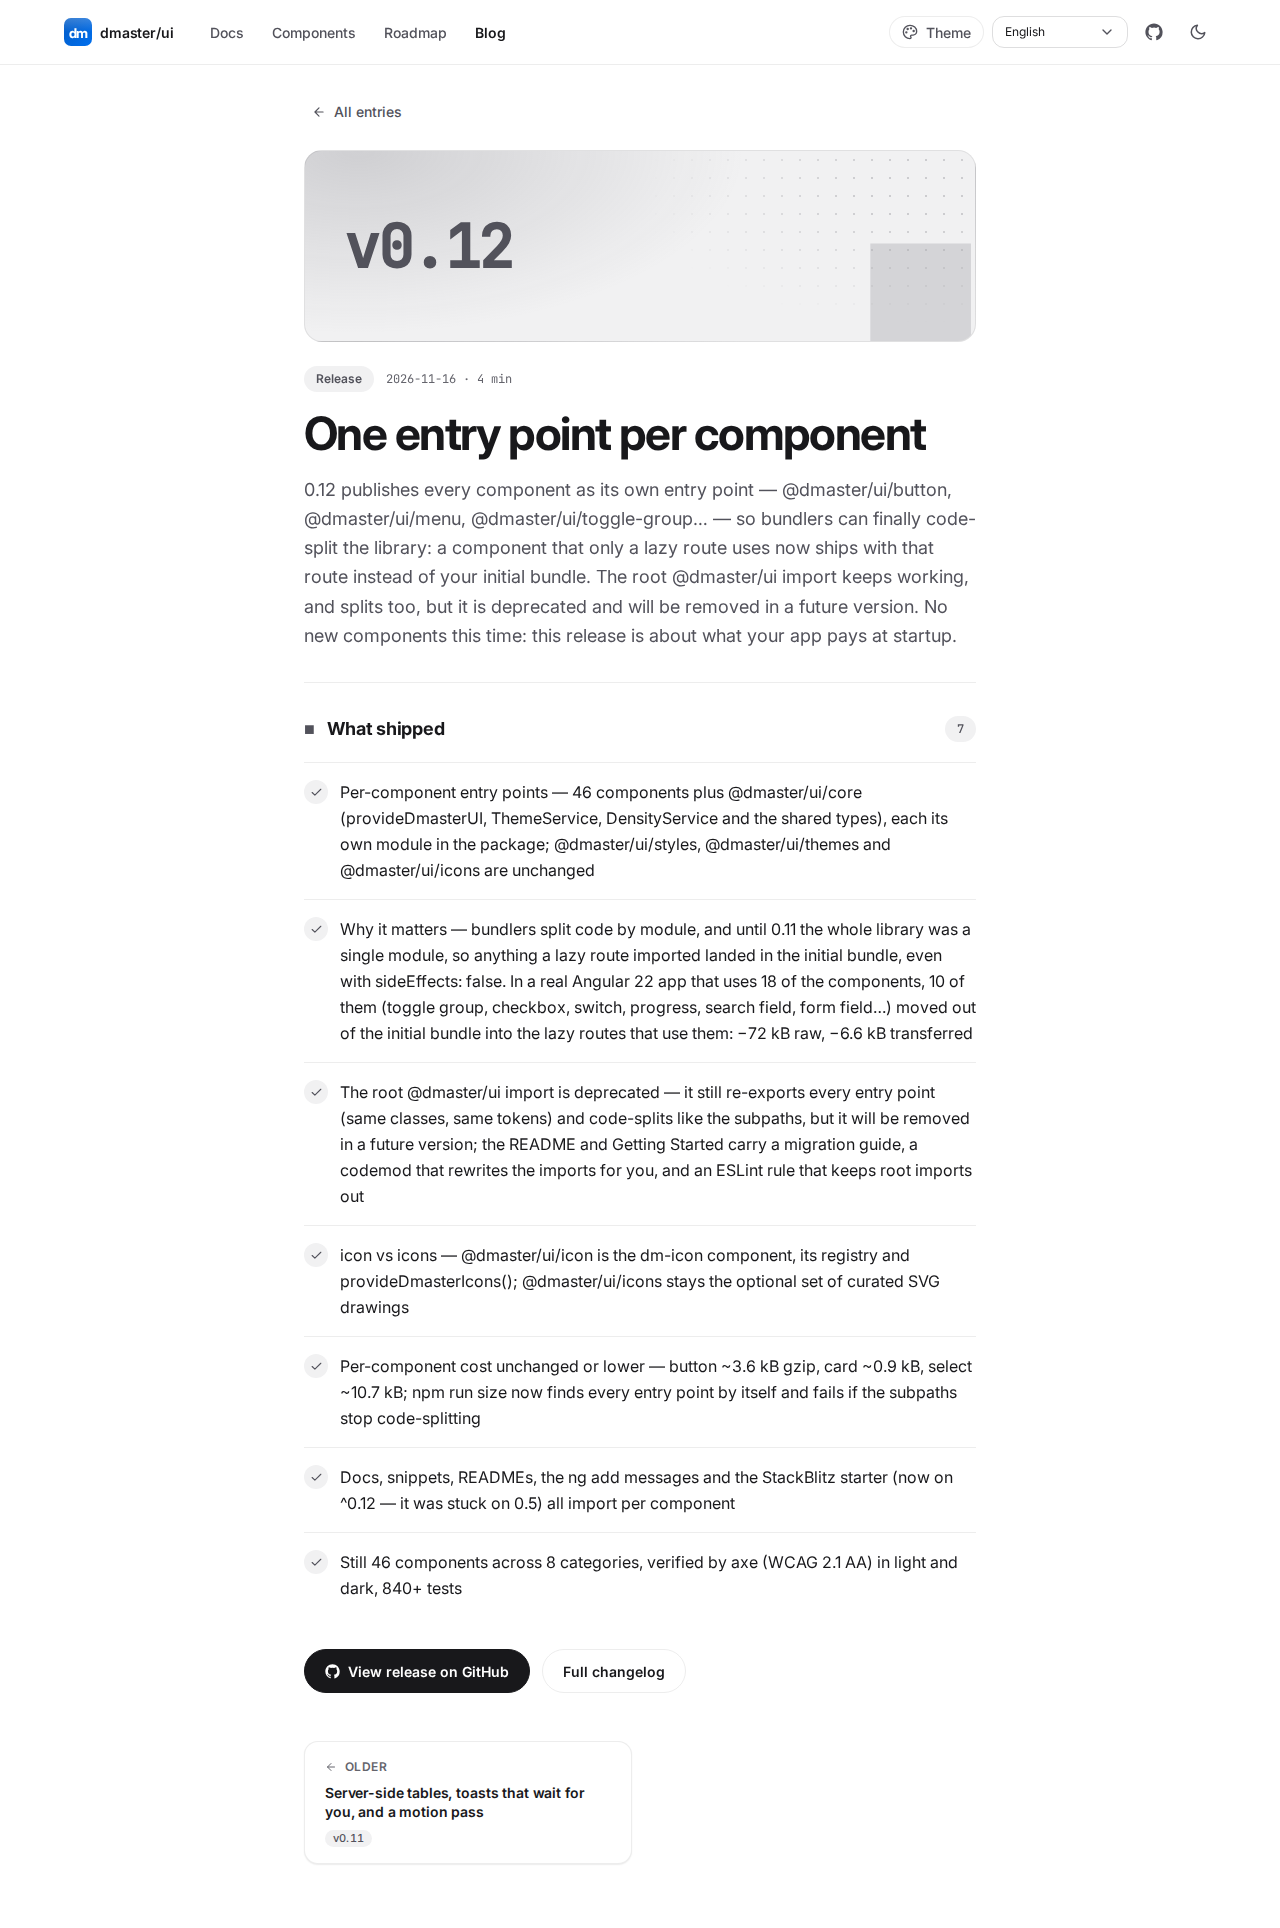 dm dmaster/ui Docs Components Roadmap Blog Theme English
All entries
v0.12
Release 2026-11-16 · 4 min
One entry point per component
0.12 publishes every component as its own entry point — @dmaster/ui/button,
@dmaster/ui/menu, @dmaster/ui/toggle-group… — so bundlers can finally code-
split the library: a component that only a lazy route uses now ships with that
route instead of your initial bundle. The root @dmaster/ui import keeps working,
and splits too, but it is deprecated and will be removed in a future version. No
new components this time: this release is about what your app pays at startup.
What shipped 7
Per-component entry points — 46 components plus @dmaster/ui/core
(provideDmasterUI, ThemeService, DensityService and the shared types), each its
own module in the package; @dmaster/ui/styles, @dmaster/ui/themes and
@dmaster/ui/icons are unchanged
Why it matters — bundlers split code by module, and until 0.11 the whole library was a
single module, so anything a lazy route imported landed in the initial bundle, even
with sideEffects: false. In a real Angular 22 app that uses 18 of the components, 10 of
them (toggle group, checkbox, switch, progress, search field, form field…) moved out
of the initial bundle into the lazy routes that use them: −72 kB raw, −6.6 kB transferred
The root @dmaster/ui import is deprecated — it still re-exports every entry point
(same classes, same tokens) and code-splits like the subpaths, but it will be removed
in a future version; the README and Getting Started carry a migration guide, a
codemod that rewrites the imports for you, and an ESLint rule that keeps root imports
out
icon vs icons — @dmaster/ui/icon is the dm-icon component, its registry and
provideDmasterIcons(); @dmaster/ui/icons stays the optional set of curated SVG
drawings
Per-component cost unchanged or lower — button ~3.6 kB gzip, card ~0.9 kB, select
~10.7 kB; npm run size now finds every entry point by itself and fails if the subpaths
stop code-splitting
Docs, snippets, READMEs, the ng add messages and the StackBlitz starter (now on
^0.12 — it was stuck on 0.5) all import per component
Still 46 components across 8 categories, verified by axe (WCAG 2.1 AA) in light and
dark, 840+ tests
View release on GitHub Full changelog
OLDER
Server-side tables, toasts that wait for
you, and a motion pass
v0.11